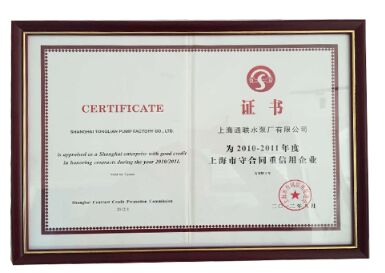 CERTIFICATE
SHANGHAI TONGLIAN PUMP FACTORY CO., LTD.
is appraised as a Shanghai enterprise with good credit
in honoring contracts during the year 2010/2011.
Shanghai Contract Credit Promotion Commission
证书
上海通联水泵厂有限公司
为2010-2011年度
上海市守合同重信用企业